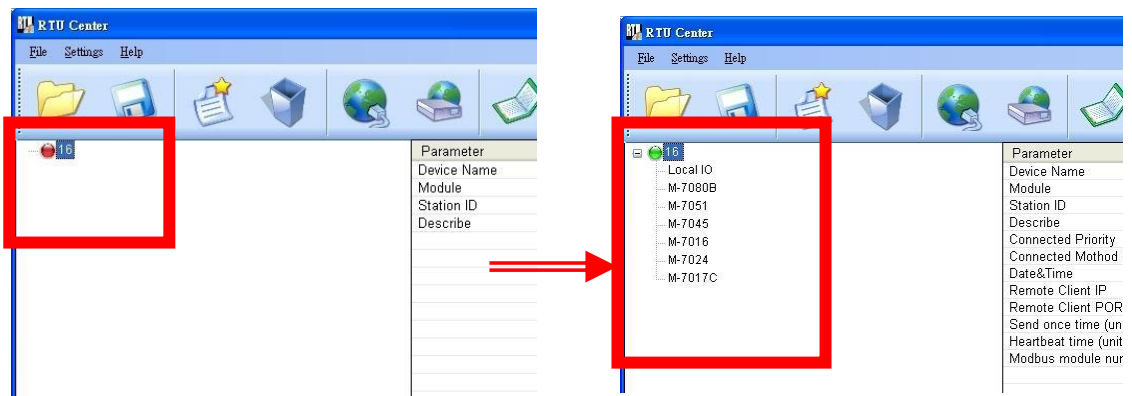 RTU Center
File Settings Help
16
Parameter
Device Name
Module
Station ID
Describe
RTU Center
File Settings Help
16
Local IO
M-7080B
M-7051
M-7045
M-7016
M-7024
M-7017C
Parameter
Device Name
Module
Station ID
Describe
Connected Priority
Connected Mothod
Date&Time
Remote Client IP
Remote Client POR
Send once time (un
Heartbeat time (unit
Modbus module nur